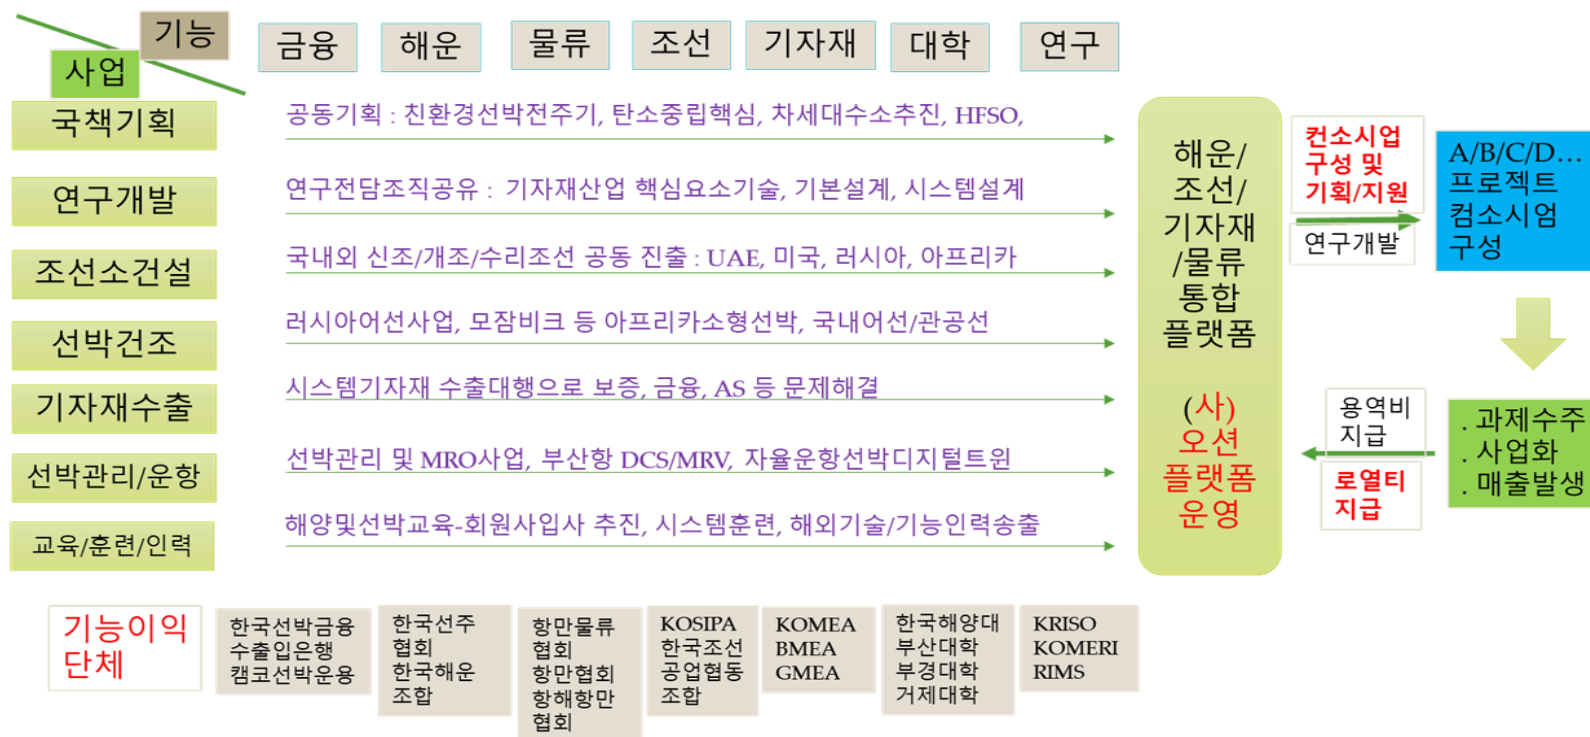 기능
사업
금융
해운
물류
조선
기자재
대학
연구
국책기획
공동기획 : 친환경선박전주기, 탄소중립핵심, 차세대수소추진, HFSO,
연구개발
연구전담조직공유 : 기자재산업 핵심요소기술, 기본설계, 시스템설계
조선소건설
국내외 신조/개조/수리조선 공동 진출 : UAE, 미국, 러시아, 아프리카
선박건조
러시아어선사업, 모잠비크 등 아프리카소형선박, 국내어선/관공선
기자재수출
시스템기자재 수출대행으로 보증, 금융, AS 등 문제해결
선박관리/운항
선박관리 및 MRO사업, 부산항 DCS/MRV, 자율운항선박디지털트윈
교육/훈련/인력
해양및선박교육-회원사입사 추진, 시스템훈련, 해외기술/기능인력송출
해운/
조선/
기자재
/물류
통합
플랫폼
(사)
오션
플랫폼
운영
컨소시업
구성 및
기획/지원
연구개발
A/B/C/D...
프로젝트
컴소시엄
구성
용역비
지급
로열티
지급
. 과제수주
. 사업화
. 매출발생
기능이익
단체
한국선박금융
수출입은행
캠코선박운용
한국선주
협회
한국해운
조합
항만물류
협회
항만협회
항해항만
협회
KOSIPA
한국조선
공업협동
조합
KOMEA
BMEA
GMEA
한국해양대
부산대학
부경대학
거제대학
KRISO
KOMERI
RIMS